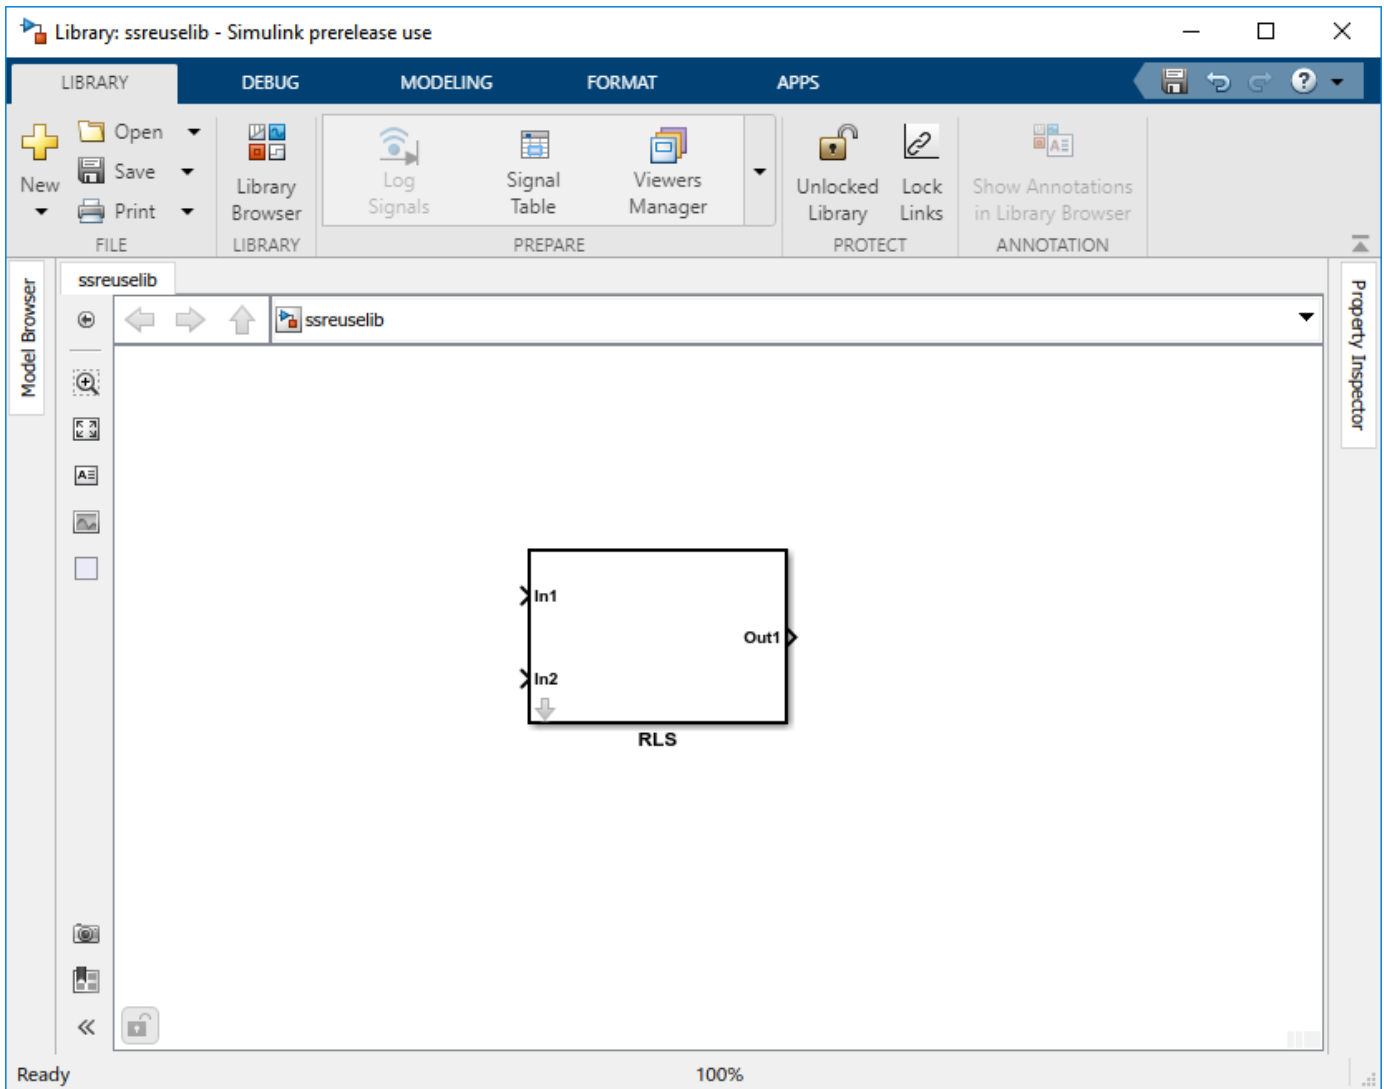 Library: ssreuselib - Simulink prerelease use
LIBRARY
DEBUG
MODELING
FORMAT
APPS
New
Open
Save
Print
FILE
Library
Browser
LIBRARY
Log
Signals
Signal
Table
Viewers
Manager
PREPARE
Unlocked
Library
Lock
Links
PROTECT
Show Annotations
in Library Browser
ANNOTATION
Model Browser
ssreuselib
ssreuselib
Property Inspector
In1
Out1
In2
RLS
Ready
100%